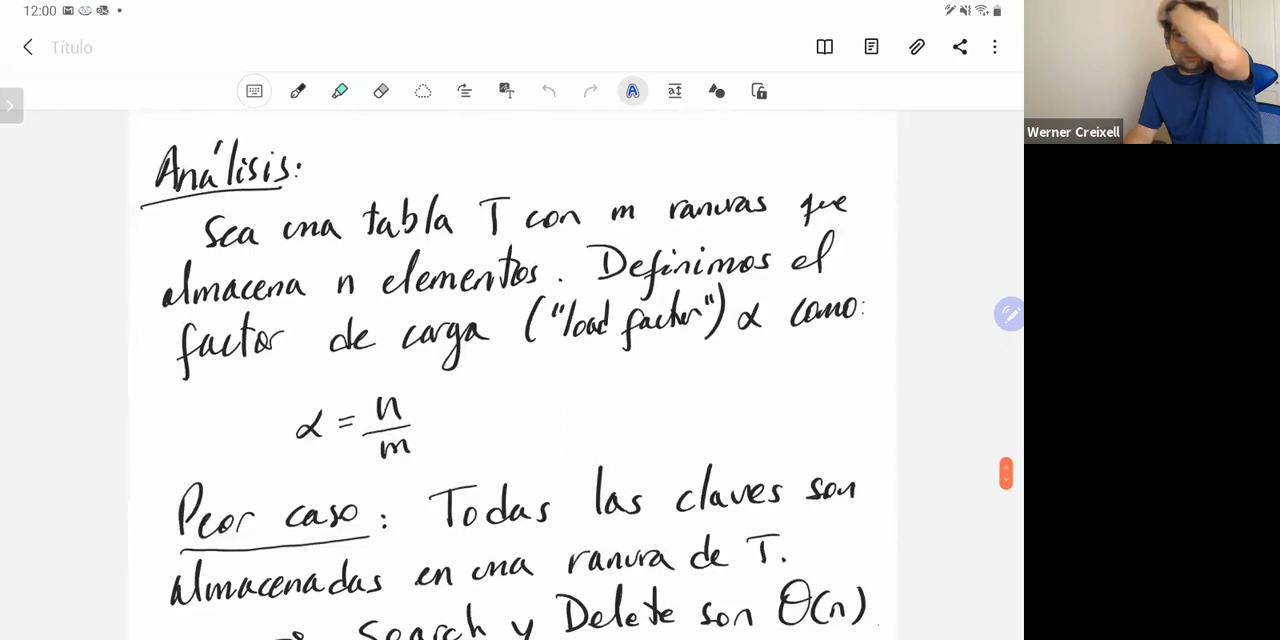 12:00
Título
Werner Creixell
Análisis:
Sea una tabla T con m ranuras que
almacena n elementos. Definimos el
factor de carga ("load factor") α como:
α = n/m
Peor caso: Todas las claves son
almacenadas en una ranura de T.
Search y Delete son Θ(n)